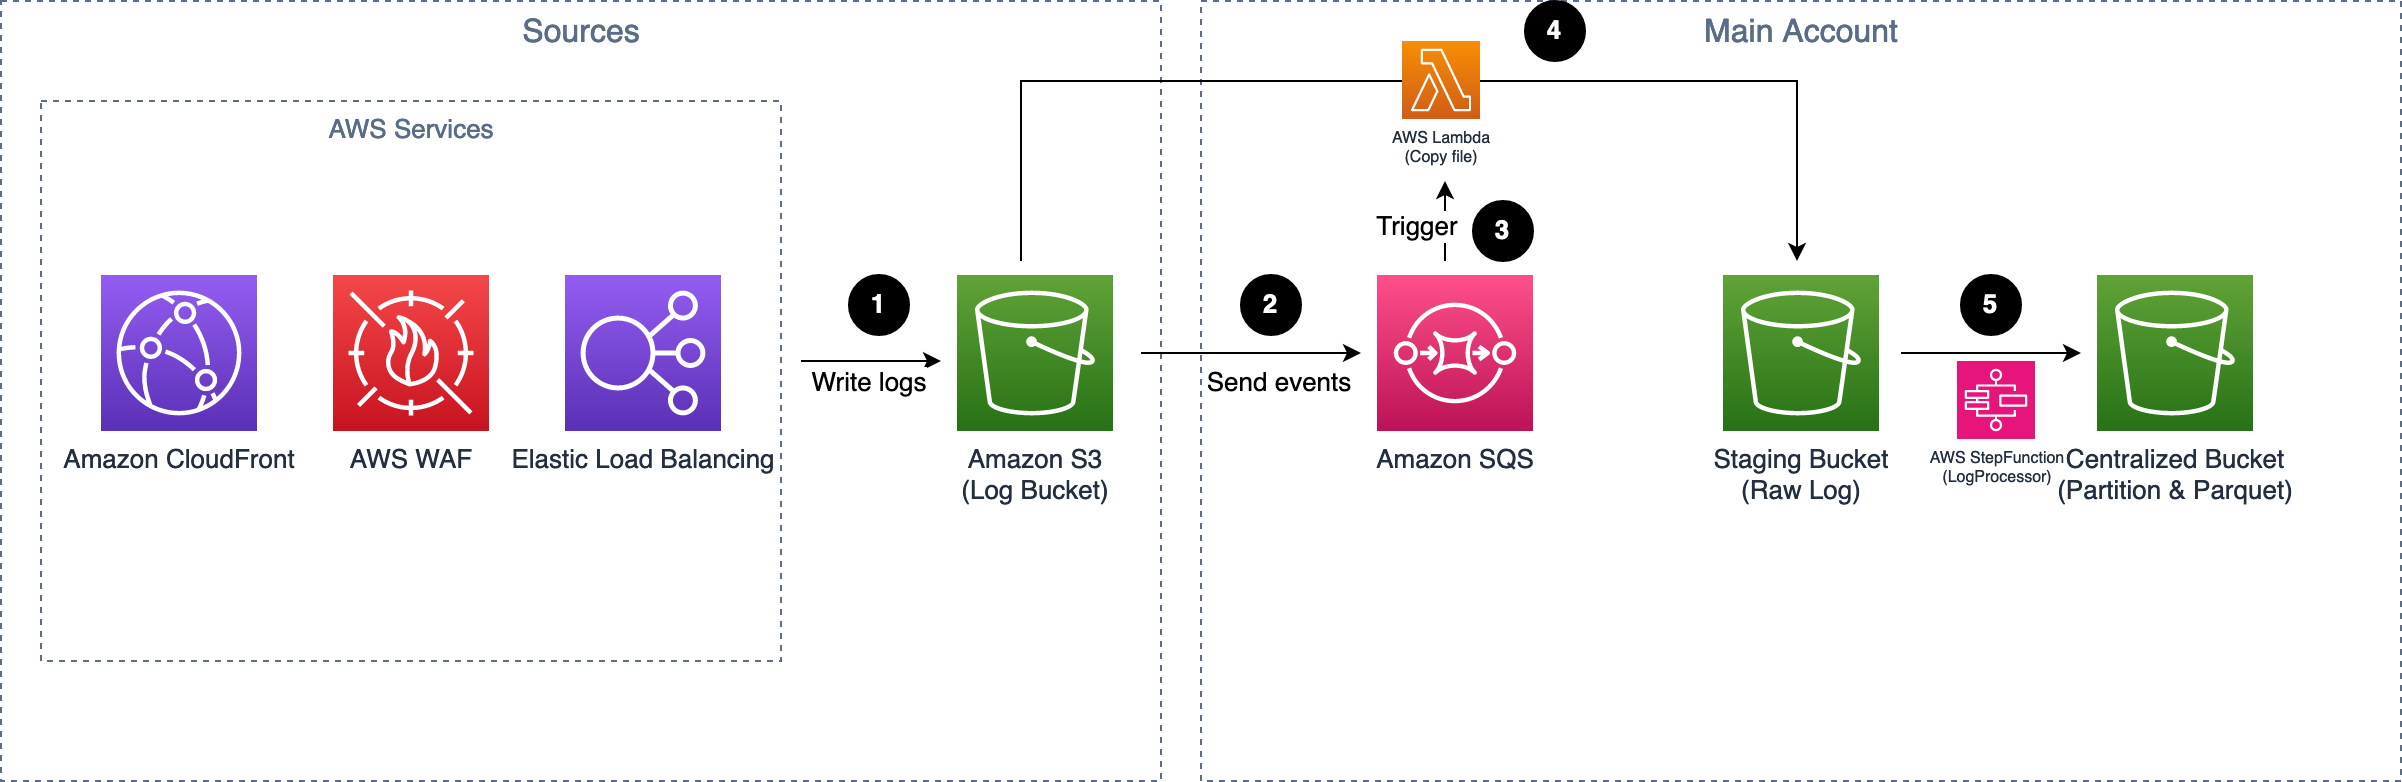 Sources
AWS Services
Amazon CloudFront
AWS WAF
Elastic Load Balancing
1
Write logs
Amazon S3
(Log Bucket)
2
Send events
Main Account
4
AWS Lambda
(Copy file)
Trigger
3
Amazon SQS
Staging Bucket
(Raw Log)
5
AWS StepFunction
(LogProcessor)
Centralized Bucket
(Partition & Parquet)